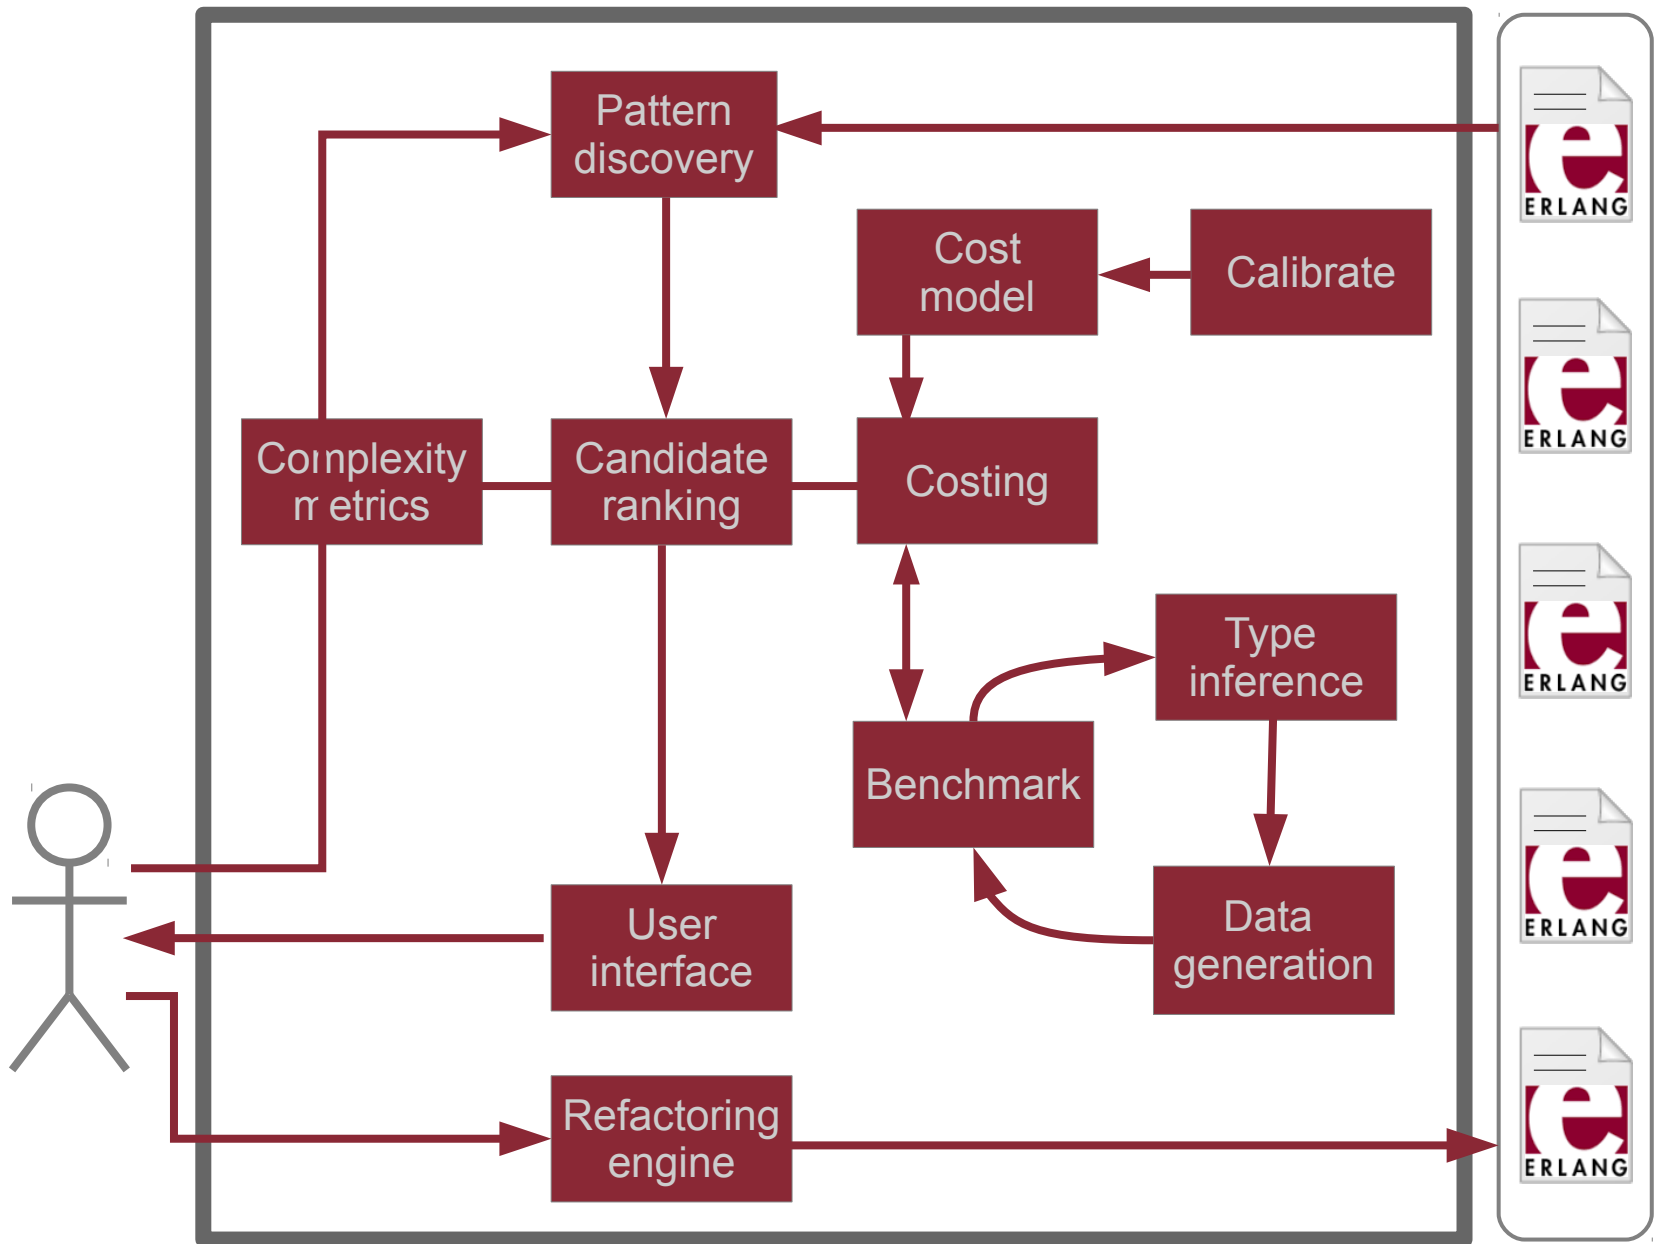 Pattern
discovery
ERLANG
Cost
model
Calibrate
ERLANG
Complexity
metrics
Candidate
ranking
Costing
Type
inference
ERLANG
Benchmark
User
interface
Data
generation
ERLANG
Refactoring
engine
ERLANG